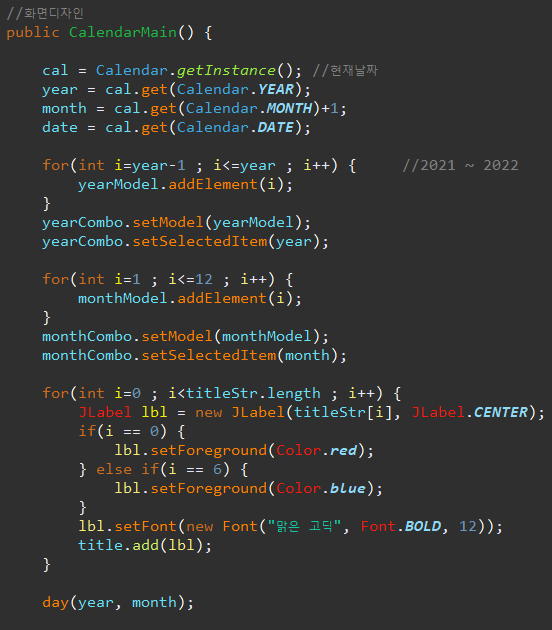 //화면디자인
public CalendarMain() {
cal = Calendar.getInstance(); //현재날짜
year = cal.get(Calendar.YEAR);
month = cal.get(Calendar.MONTH)+1;
date = cal.get(Calendar.DATE);
for(int i=year-1 ; i<=year ; i++) { //2021 ~ 2022
yearModel.addElement(i);
}
yearCombo.setModel(yearModel);
yearCombo.setSelectedItem(year);
for(int i=1 ; i<=12 ; i++) {
monthModel.addElement(i);
}
monthCombo.setModel(monthModel);
monthCombo.setSelectedItem(month);
for(int i=0 ; i<titleStr.length ; i++) {
JLabel lbl = new JLabel(titleStr[i], JLabel.CENTER);
if(i == 0) {
lbl.setForeground(Color.red);
} else if(i == 6) {
lbl.setForeground(Color.blue);
}
lbl.setFont(new Font("맑은 고딕", Font.BOLD, 12));
title.add(lbl);
}
day(year, month);